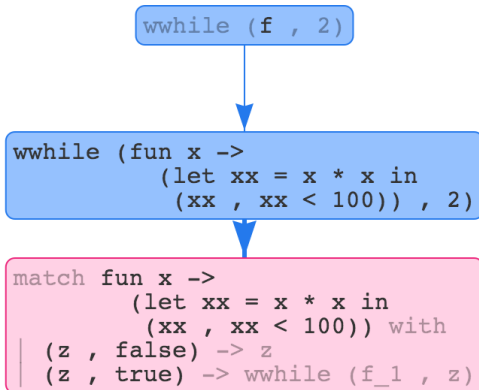 wwhile (f , 2)
wwhile (fun x ->
(let xx = x * x in
(xx , xx < 100)) , 2)
match fun x ->
(let xx = x * x in
(xx , xx < 100)) with
| (z , false) -> z
| (z , true) -> wwhile (f_1 , z)